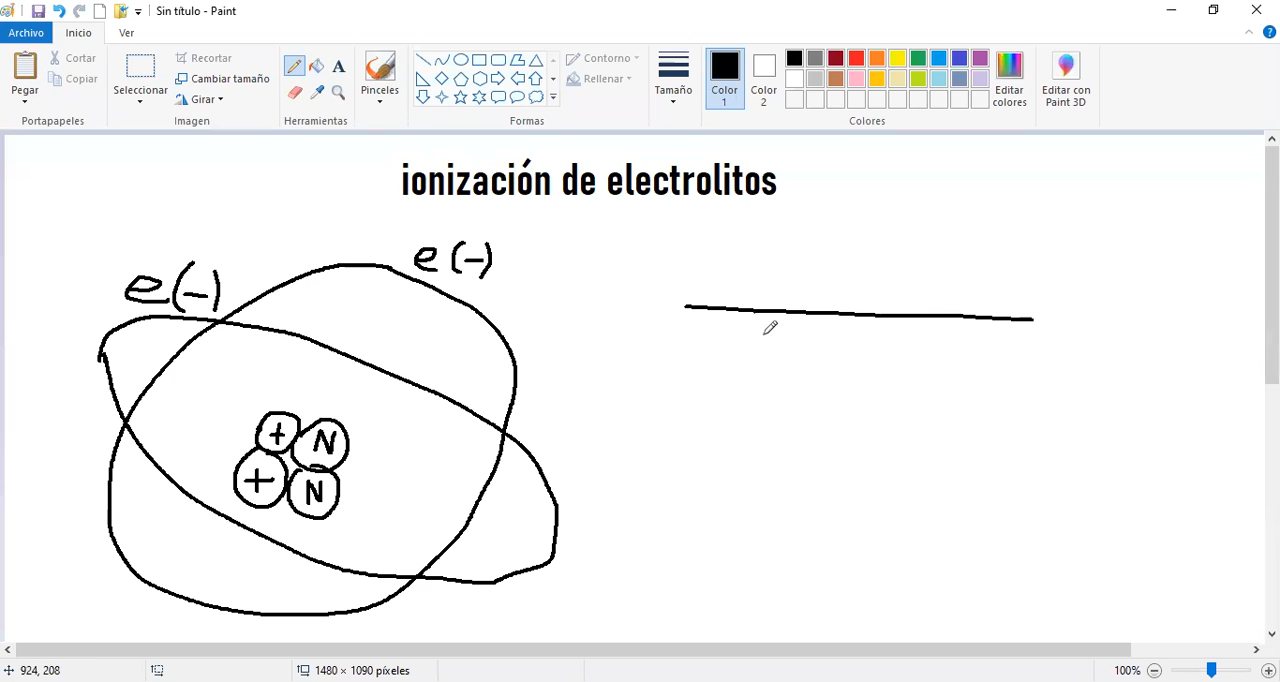 Sin título - Paint
Archivo Inicio Ver
Pegar
Cortar
Copiar
Portapapeles
Seleccionar
Recortar
Cambiar tamaño
Girar
Imagen
A
Herramientas
Pinceles
Contorno
Rellenar
Formas
Tamaño
Color 1
Color 2
Editar colores
Colores
Editar con Paint 3D
ionización de electrolitos
e(-)
e(-)
+ N
+ N
924, 208
1480 × 1090 píxeles
100%